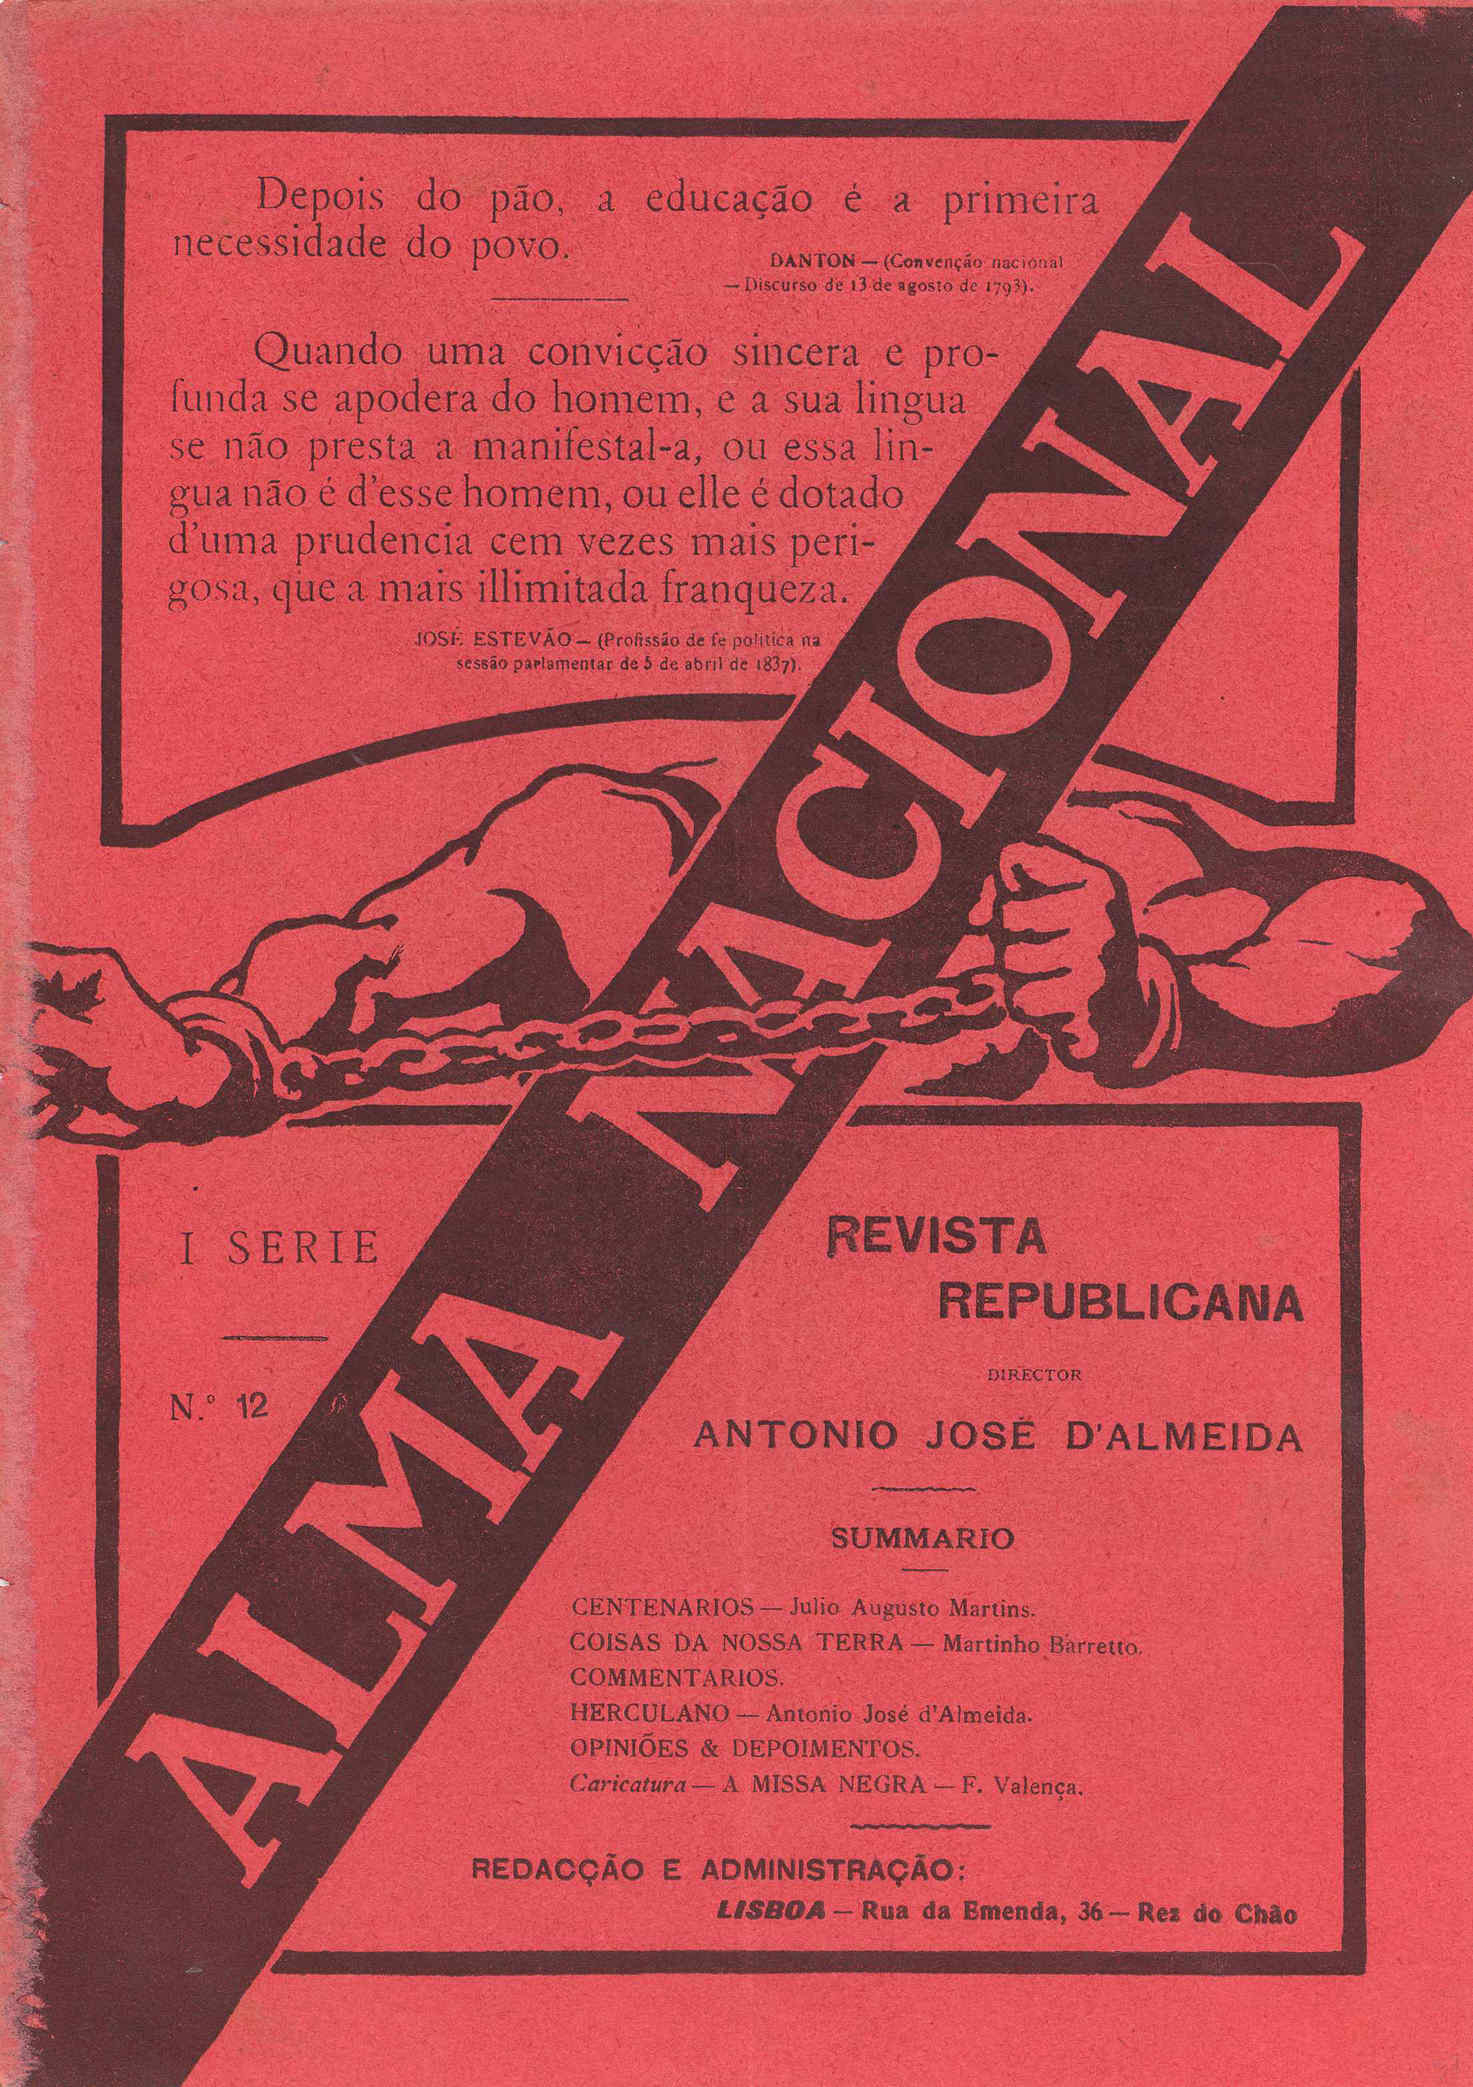 Depois do pão, a educação é a primeira
necessidade do povo.
DANTON — (Convenção nacional
— Discurso de 13 de agosto de 1793).
Quando uma convicção sincera e pro-
funda se apodera do homem, e a sua lingua
se não presta a manifestal-a, ou essa lin-
gua não é d'esse homem, ou elle é dotado
d'uma prudencia cem vezes mais peri-
gosa, que a mais illimitada franqueza.
JOSÉ ESTEVÃO — (Profissão de fe politica na
sessão parlamentar de 5 de abril de 1837).
ALMA NACIONAL
I SERIE
N.º 12
REVISTA
REPUBLICANA
DIRECTOR
ANTONIO JOSÉ D'ALMEIDA
SUMMARIO
CENTENARIOS — Julio Augusto Martins.
COISAS DA NOSSA TERRA — Martinho Barretto.
COMMENTARIOS.
HERCULANO — Antonio José d'Almeida.
OPINIÕES & DEPOIMENTOS.
Caricatura — A MISSA NEGRA — F. Valença.
REDACÇÃO E ADMINISTRAÇÃO:
LISBOA — Rua da Emenda, 36 — Rez do Chão